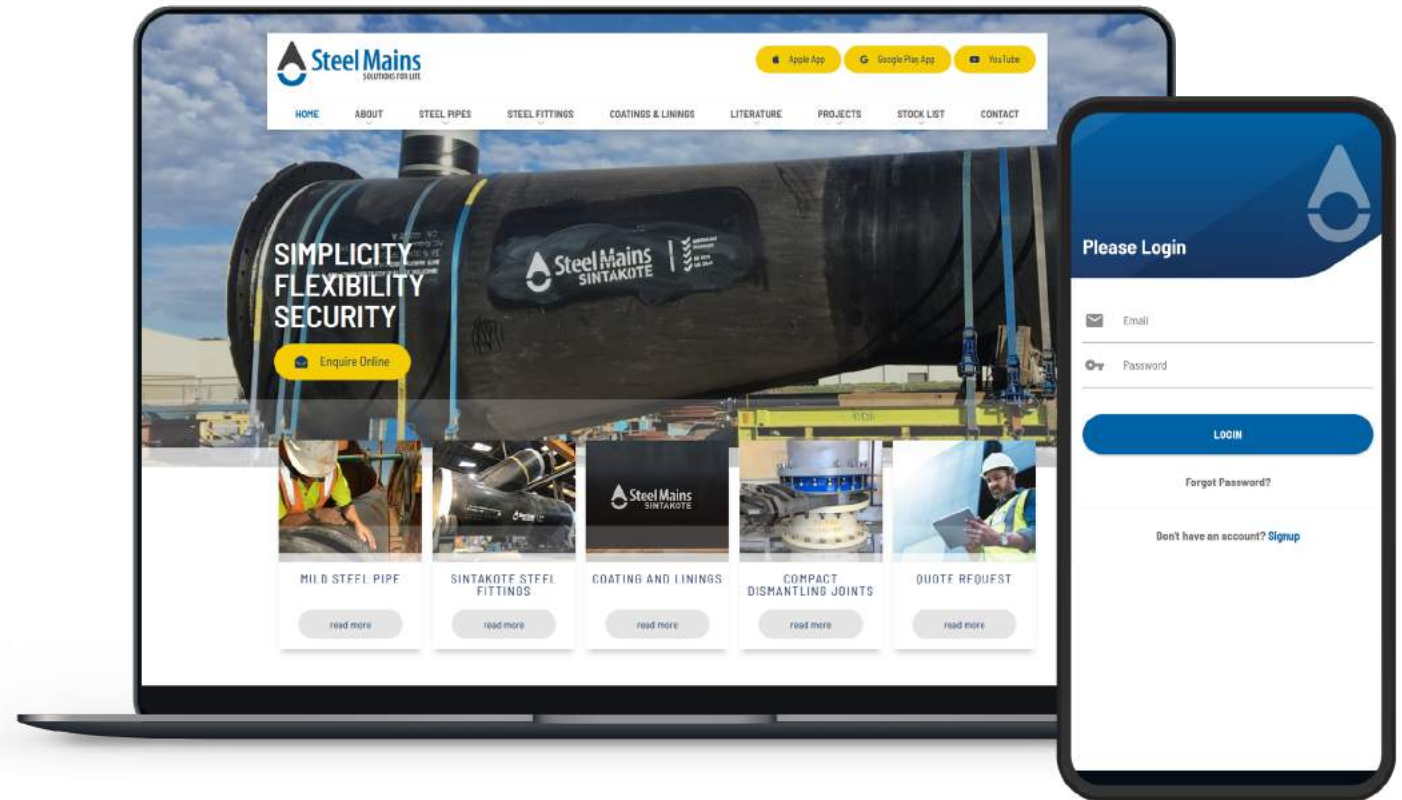 Steel Mains
SOLUTIONS FOR LIFE
Apple App
Google Play App
YouTube
HOME
ABOUT
STEEL PIPES
STEEL FITTINGS
COATINGS & LININGS
LITERATURE
PROJECTS
STOCK LIST
CONTACT
SIMPLICITY
FLEXIBILITY
SECURITY
Enquire Online
Steel Mains
SINTAKOTE
Steel Mains
SINTAKOTE
MILD STEEL PIPE
SINTAKOTE STEEL
FITTINGS
COATING AND LININGS
COMPACT
DISMANTLING JOINTS
QUOTE REQUEST
read more
read more
read more
read more
read more
Please Login
Email
Password
LOGIN
Forgot Password?
Don't have an account? Signup